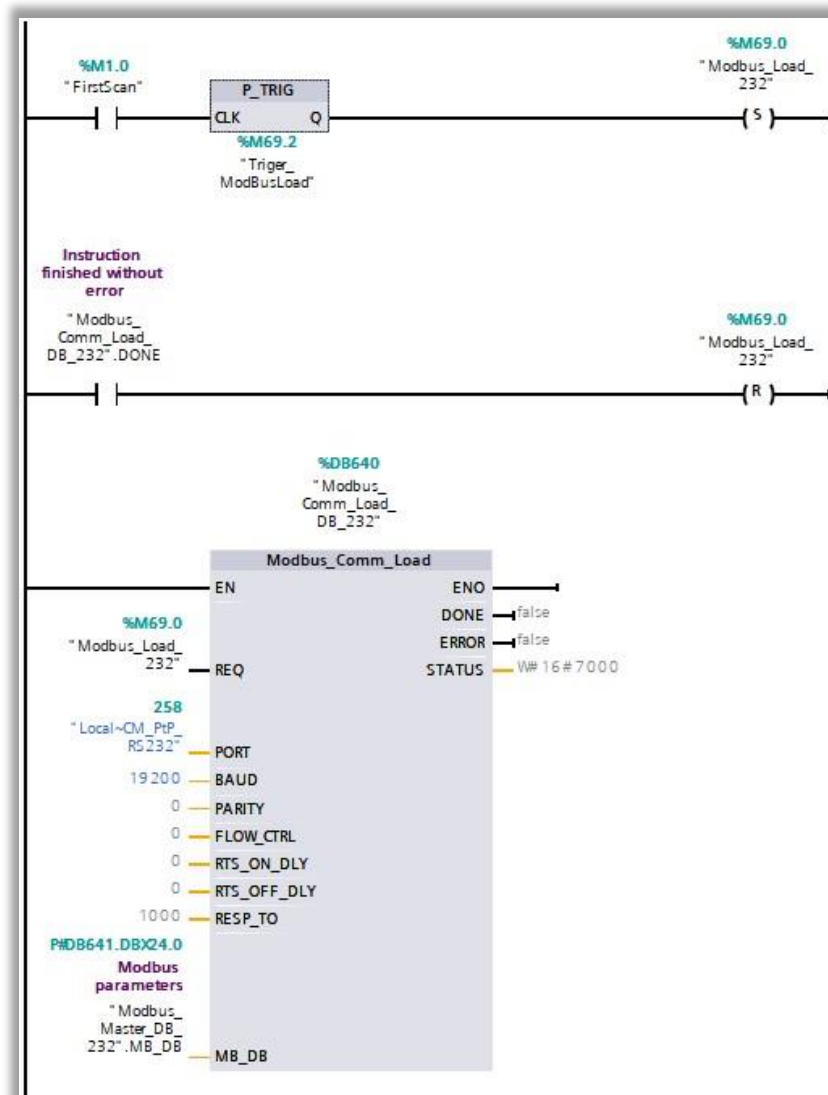 %M1.0
"FirstScan"
P_TRIG
CLK Q
%M69.2
"Triger_
ModBusLoad"
%M69.0
"Modbus_Load_
232"
S
Instruction
finished without
error
"Modbus_
Comm_Load_
DB_232".DONE
%M69.0
"Modbus_Load_
232"
R
%DB640
"Modbus_
Comm_Load_
DB_232"
Modbus_Comm_Load
EN ENO
DONE false
ERROR false
%M69.0
"Modbus_Load_
232" REQ
STATUS W#16#7000
258
"Local~CM_PtP_
RS232" PORT
19200 BAUD
0 PARITY
0 FLOW_CTRL
0 RTS_ON_DLY
0 RTS_OFF_DLY
1000 RESP_TO
P#DB641.DBX24.0
Modbus
parameters
"Modbus_
Master_DB_
232".MB_DB MB_DB